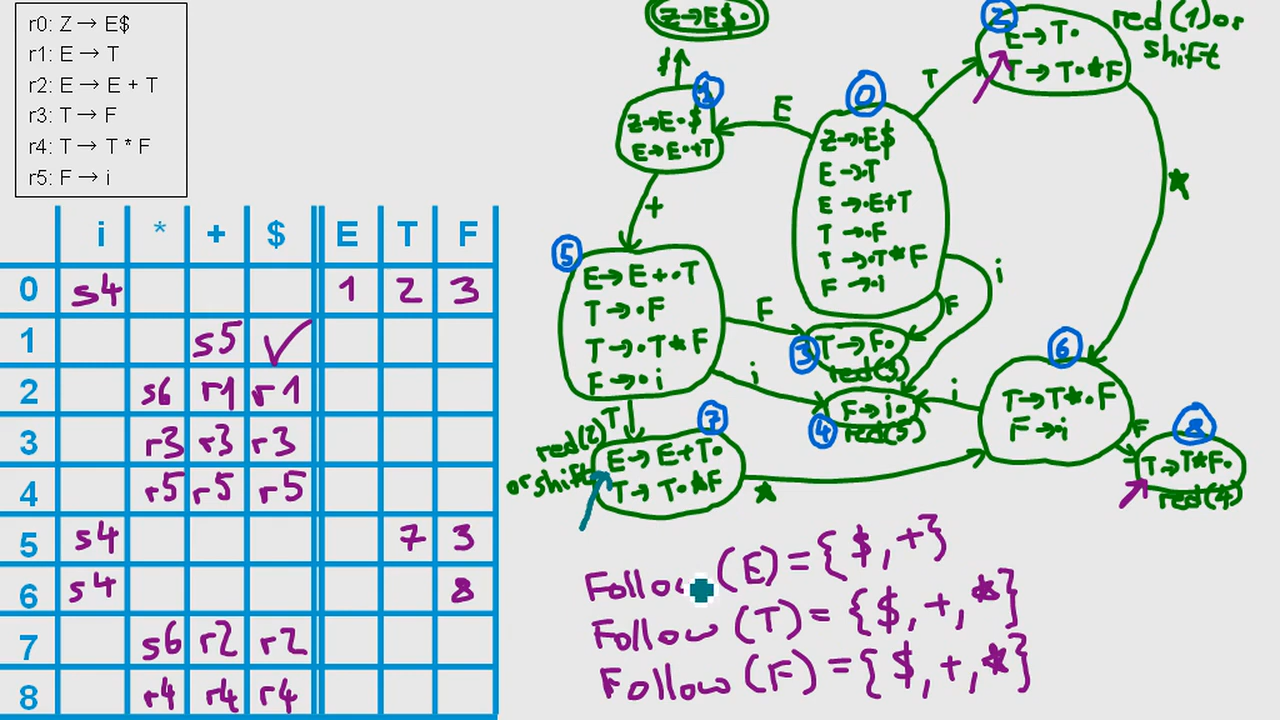 r0: Z → E$
r1: E → T
r2: E → E + T
r3: T → F
r4: T → T * F
r5: F → i
i * + $ E T F
0 s4 1 2 3
1 s5 ✓
2 s6 r1 r1
3 r3 r3 r3
4 r5 r5 r5
5 s4 7 3
6 s4 8
7 s6 r2 r2
8 r4 r4 r4
Z→E$•
$
1
Z→E•$
E→E•+T
E
0
Z→•E$
E→•T
E→•E+T
T→•F
T→•T*F
F→•i
T
2
E→T•
T→T•*F
red(1) or
shift
*
+
5
E→E+•T
T→•F
T→•T*F
F→•i
F
i
F
i
3
T→F•
red(3)
4
F→i•
red(5)
i
6
T→T*•F
F→•i
F
8
T→T*F•
red(4)
T
7
red(2)
or shift
E→E+T•
T→T•*F
*
Follow (E) = {$, +}
Follow (T) = {$, +, *}
Follow (F) = {$, +, *}